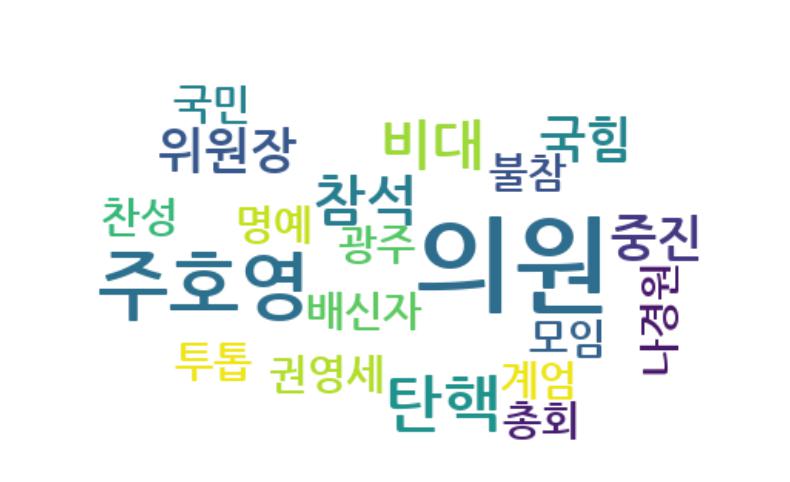 국민
위원장
비대
국힘
불참
찬성
명예
참석
광주
의원
중진
주호영
배신자
나경원
모임
투톱
권영세
탄핵
계엄
총회